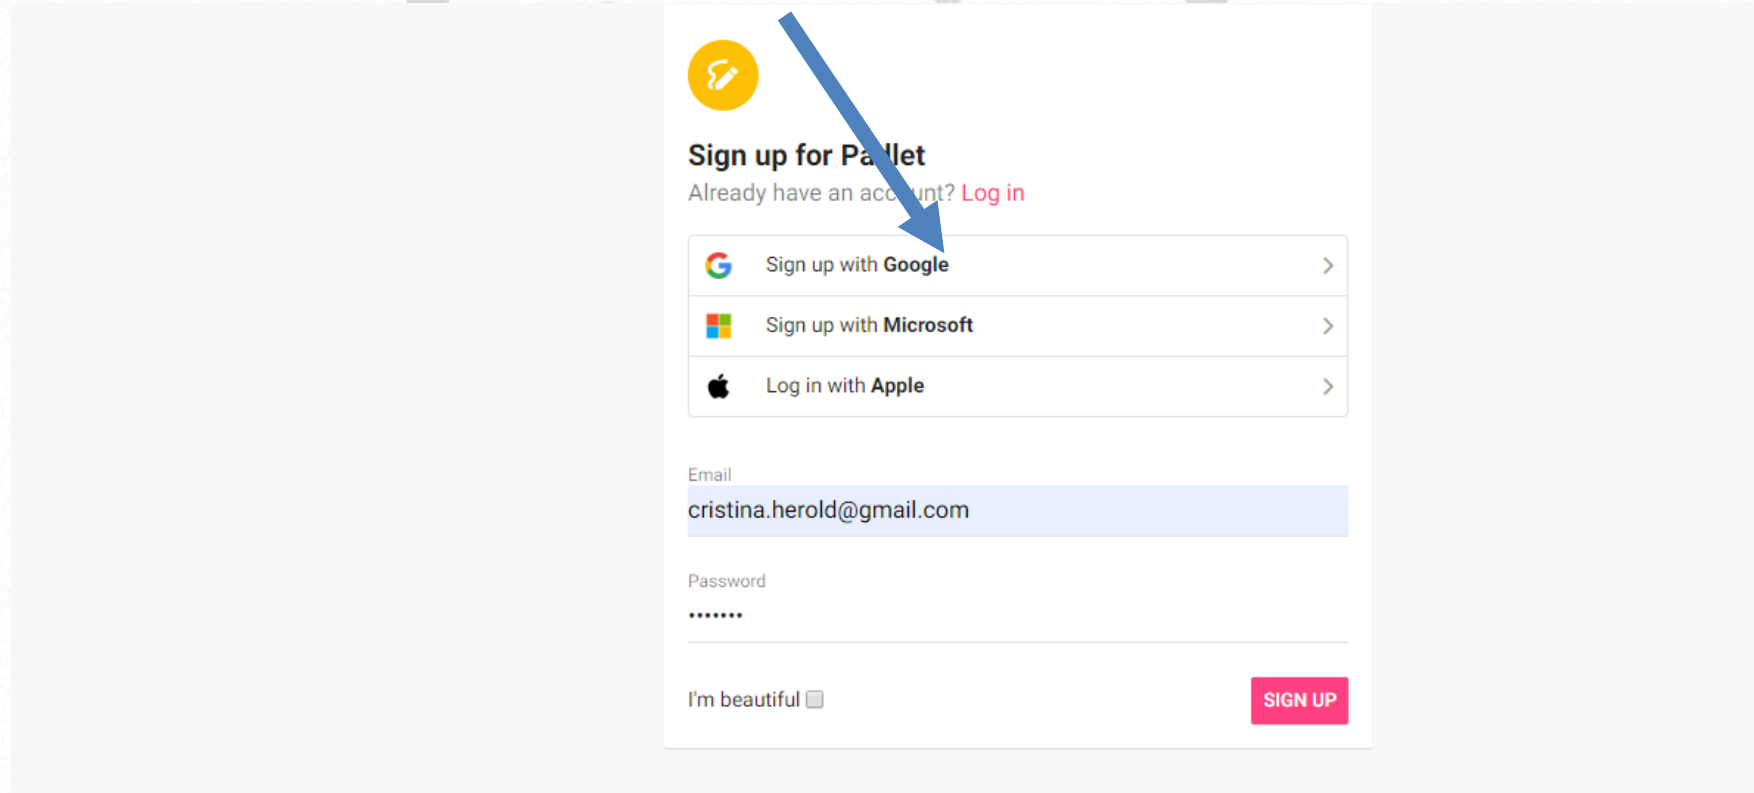 Sign up for Padlet
Already have an account? Log in
Sign up with Google
Sign up with Microsoft
Log in with Apple
Email
cristina.herold@gmail.com
Password
•••••••
I'm beautiful
SIGN UP